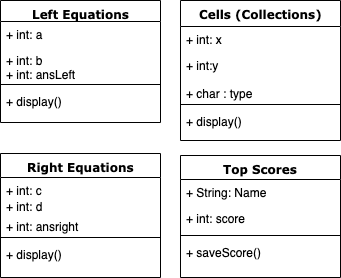 Left Equations
+ int: a
+ int: b
+ int: ansLeft
+ display()
Cells (Collections)
+ int: x
+ int:y
+ char : type
+ display()
Right Equations
+ int: c
+ int: d
+ int: ansright
+ display()
Top Scores
+ String: Name
+ int: score
+ saveScore()